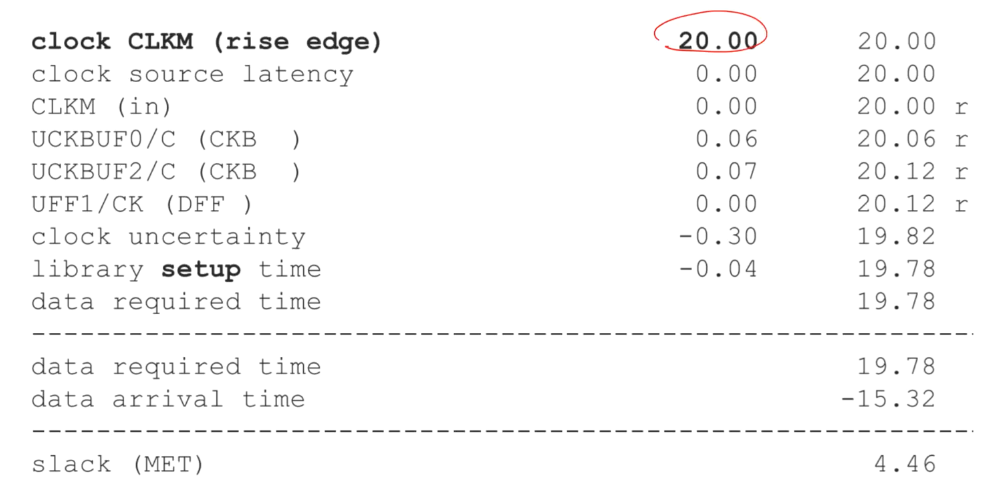 clock CLKM (rise edge) 20.00 20.00
clock source latency 0.00 20.00
CLKM (in) 0.00 20.00 r
UCKBUF0/C (CKB ) 0.06 20.06 r
UCKBUF2/C (CKB ) 0.07 20.12 r
UFF1/CK (DFF ) 0.00 20.12 r
clock uncertainty -0.30 19.82
library setup time -0.04 19.78
data required time 19.78
------------------------------------------------------------
data required time 19.78
data arrival time -15.32
------------------------------------------------------------
slack (MET) 4.46